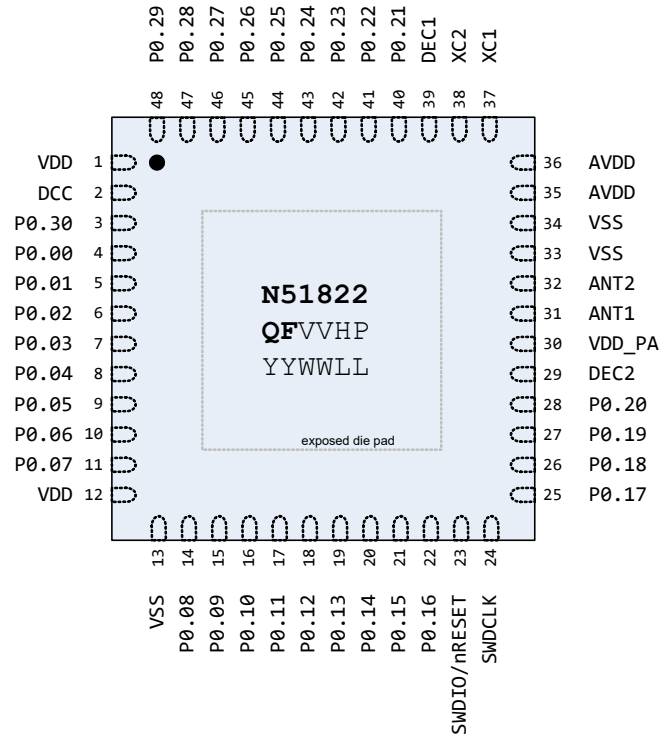 P0.29 P0.28 P0.27 P0.26 P0.25 P0.24 P0.23 P0.22 P0.21 DEC1 XC2 XC1
48 47 46 45 44 43 42 41 40 39 38 37
VDD 1
DCC 2
P0.30 3
P0.00 4
P0.01 5
P0.02 6
P0.03 7
P0.04 8
P0.05 9
P0.06 10
P0.07 11
VDD 12
N51822
QFVVHP
YYWWLL
exposed die pad
36 AVDD
35 AVDD
34 VSS
33 VSS
32 ANT2
31 ANT1
30 VDD_PA
29 DEC2
28 P0.20
27 P0.19
26 P0.18
25 P0.17
13 14 15 16 17 18 19 20 21 22 23 24
VSS P0.08 P0.09 P0.10 P0.11 P0.12 P0.13 P0.14 P0.15 P0.16 SWDIO/nRESET SWDCLK